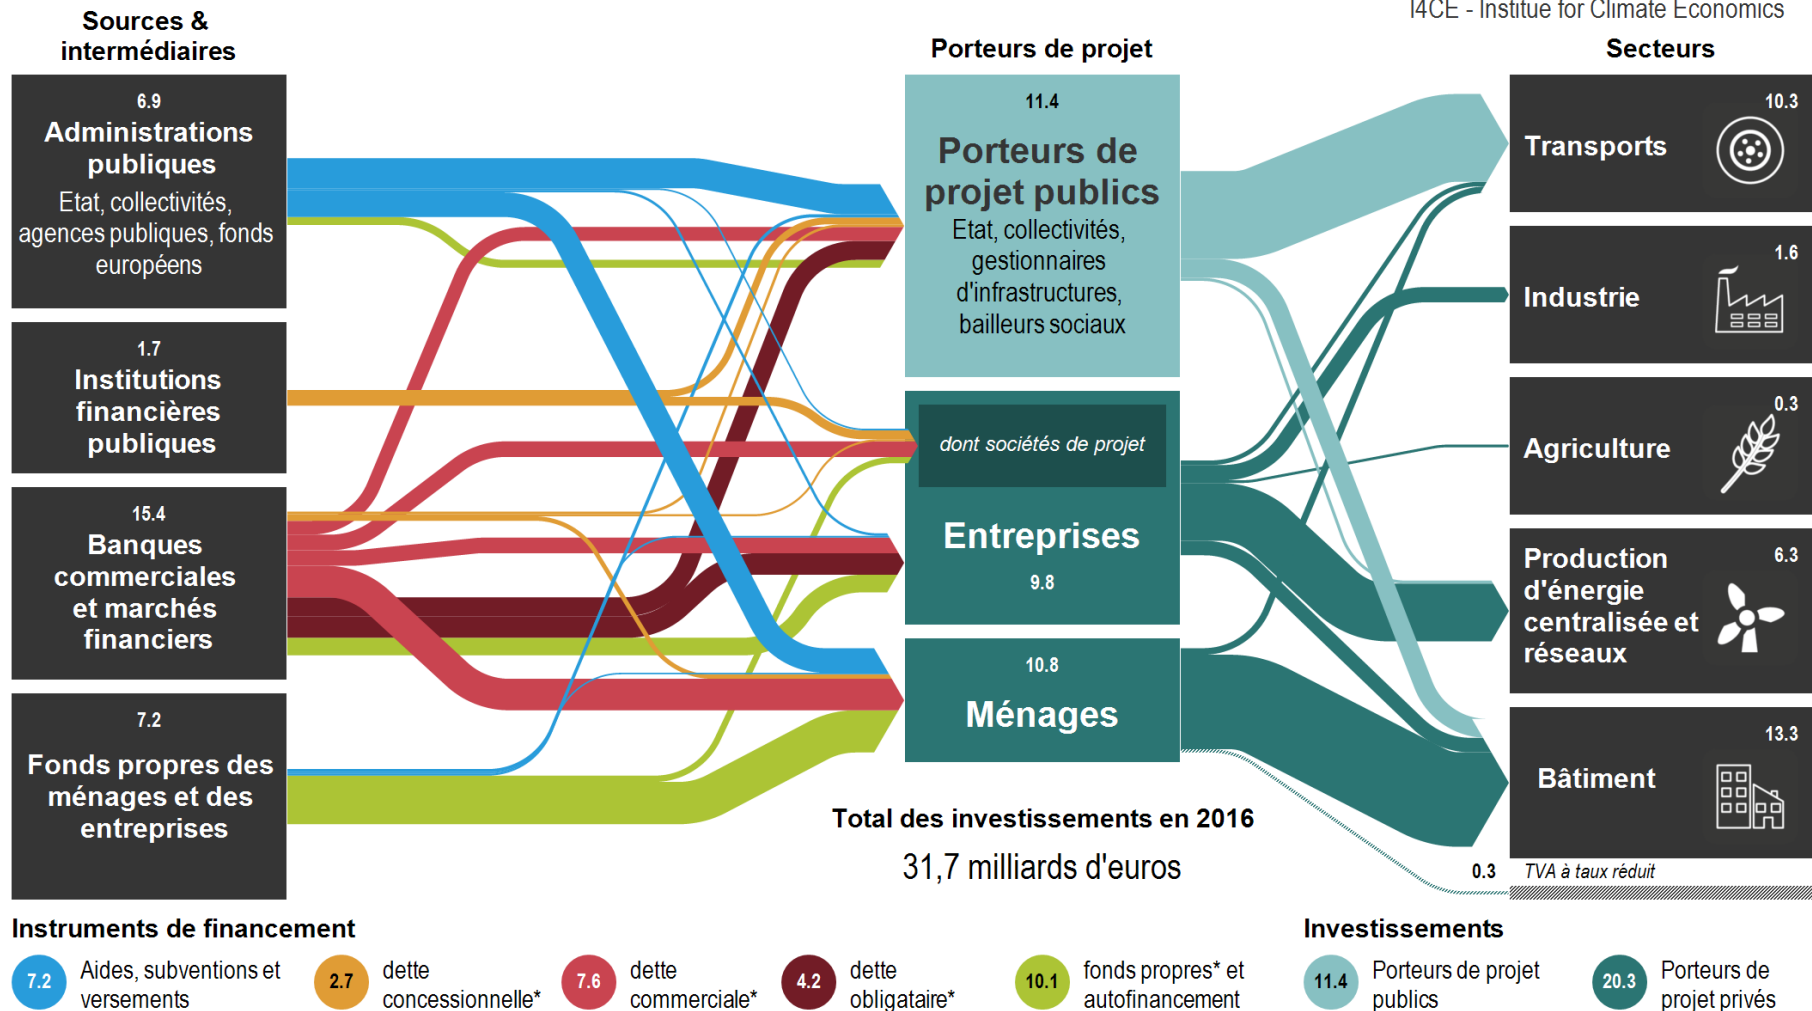 I4CE - Institue for Climate Economics
Sources &
intermédiaires
Porteurs de projet
Secteurs
6.9
Administrations
publiques
Etat, collectivités,
agences publiques, fonds
européens
1.7
Institutions
financières
publiques
15.4
Banques
commerciales
et marchés
financiers
7.2
Fonds propres des
ménages et des
entreprises
11.4
Porteurs de
projet publics
Etat, collectivités,
gestionnaires
d'infrastructures,
bailleurs sociaux
dont sociétés de projet
Entreprises
9.8
10.8
Ménages
Total des investissements en 2016
31,7 milliards d'euros
10.3
Transports
1.6
Industrie
0.3
Agriculture
6.3
Production
d'énergie
centralisée et
réseaux
13.3
Bâtiment
0.3 TVA à taux réduit
Instruments de financement
7.2 Aides, subventions et
versements
2.7 dette
concessionnelle*
7.6 dette
commerciale*
4.2 dette
obligataire*
10.1 fonds propres* et
autofinancement
Investissements
11.4 Porteurs de projet
publics
20.3 Porteurs de
projet privés